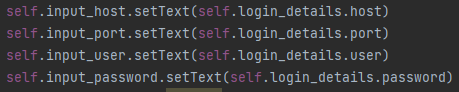 self.input_host.setText(self.login_details.host)
self.input_port.setText(self.login_details.port)
self.input_user.setText(self.login_details.user)
self.input_password.setText(self.login_details.password)